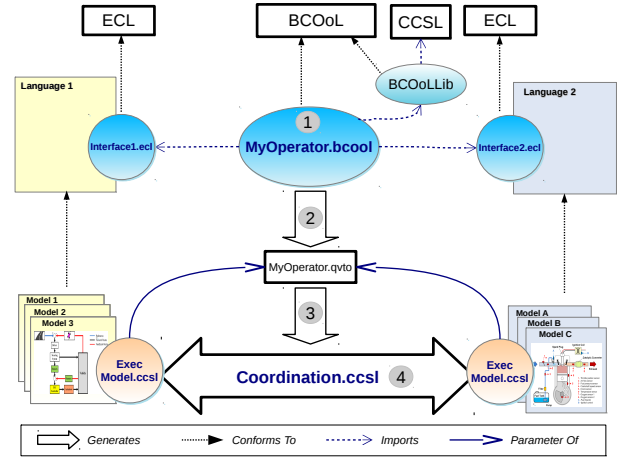 ECL
BCOoL
CCSL
ECL
BCOoLLib
Language 1
Language 2
1
Interface1.ecl
MyOperator.bcool
Interface2.ecl
2
MyOperator.qvto
Model 1
Model 2
Model 3
3
Model A
Model B
Model C
Exec
Model.ccsl
Coordination.ccsl
4
Exec
Model.ccsl
Generates
Conforms To
Imports
Parameter Of